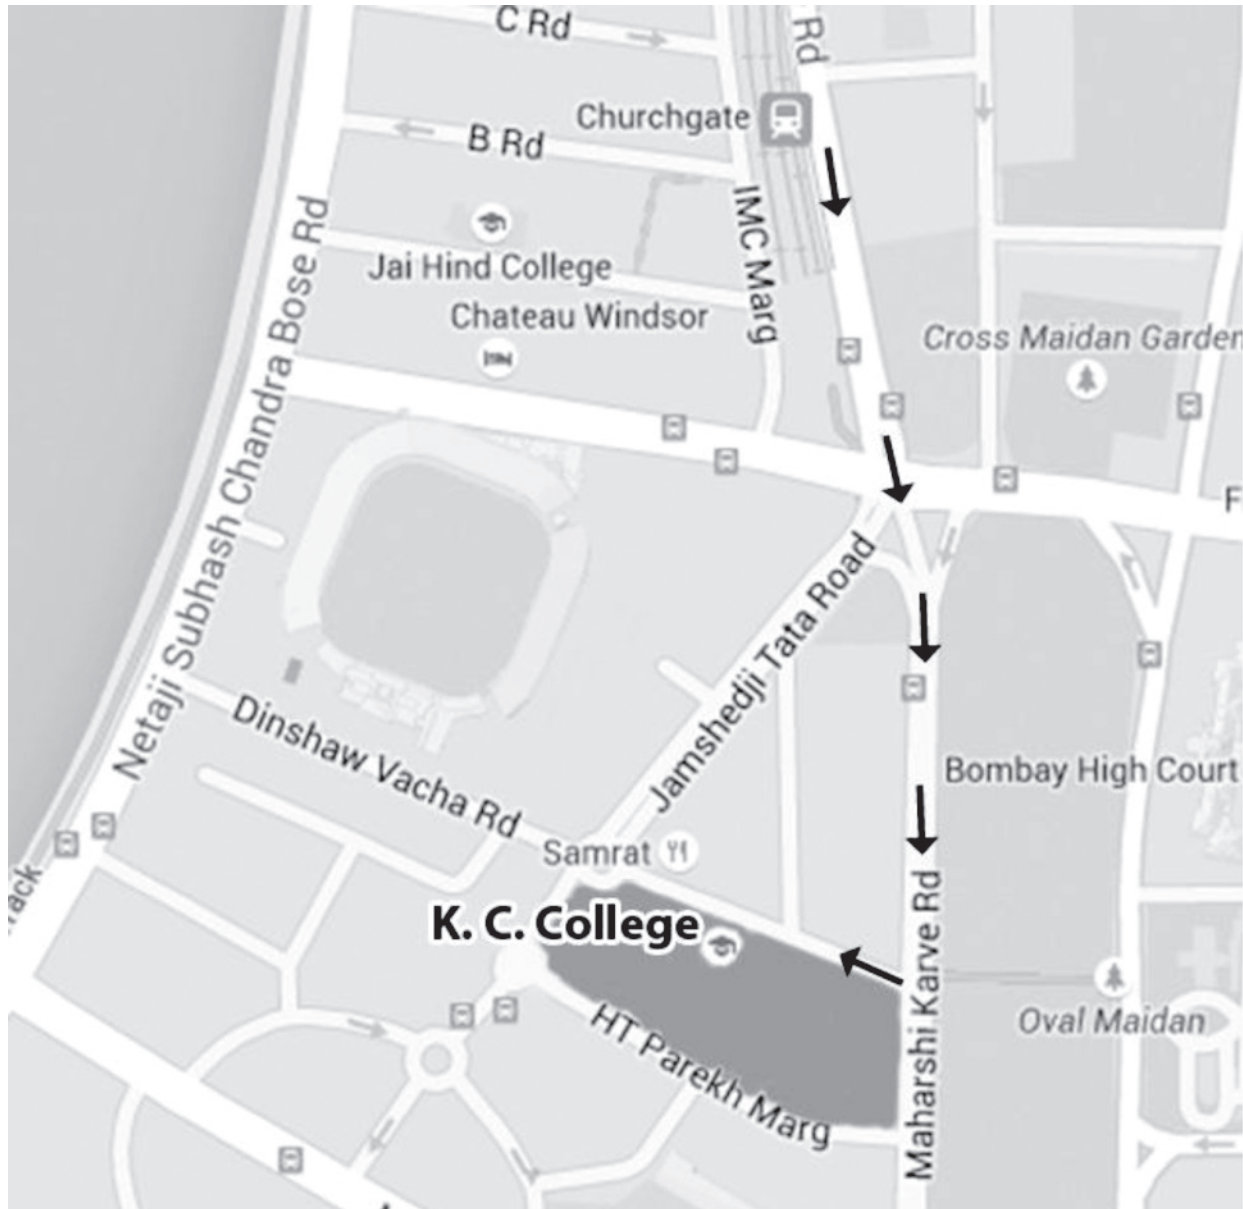 C Rd
Rd
Churchgate
B Rd
IMC Marg
Jai Hind College
Chateau Windsor
Cross Maidan Garden
Netaji Subhash Chandra Bose Rd
F
Jamshedji Tata Road
Dinshaw Vacha Rd
Bombay High Court
Samrat
K. C. College
Maharshi Karve Rd
Oval Maidan
HT Parekh Marg
rack